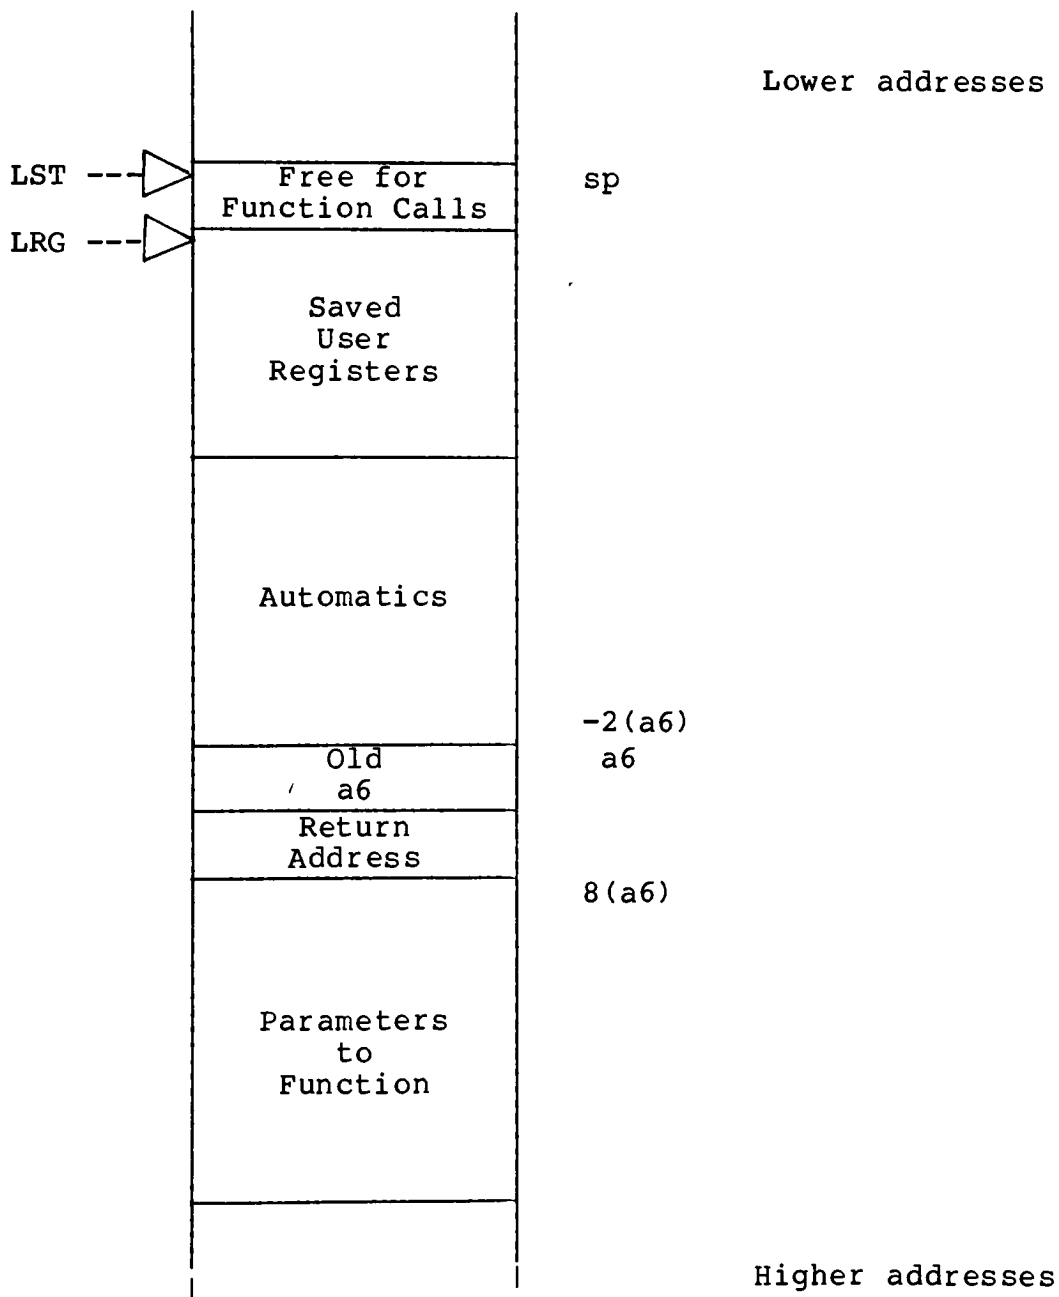 Lower addresses
LST ---
Free for
Function Calls
sp
LRG ---
Saved
User
Registers
Automatics
-2(a6)
Old
a6
a6
Return
Address
8(a6)
Parameters
to
Function
Higher addresses